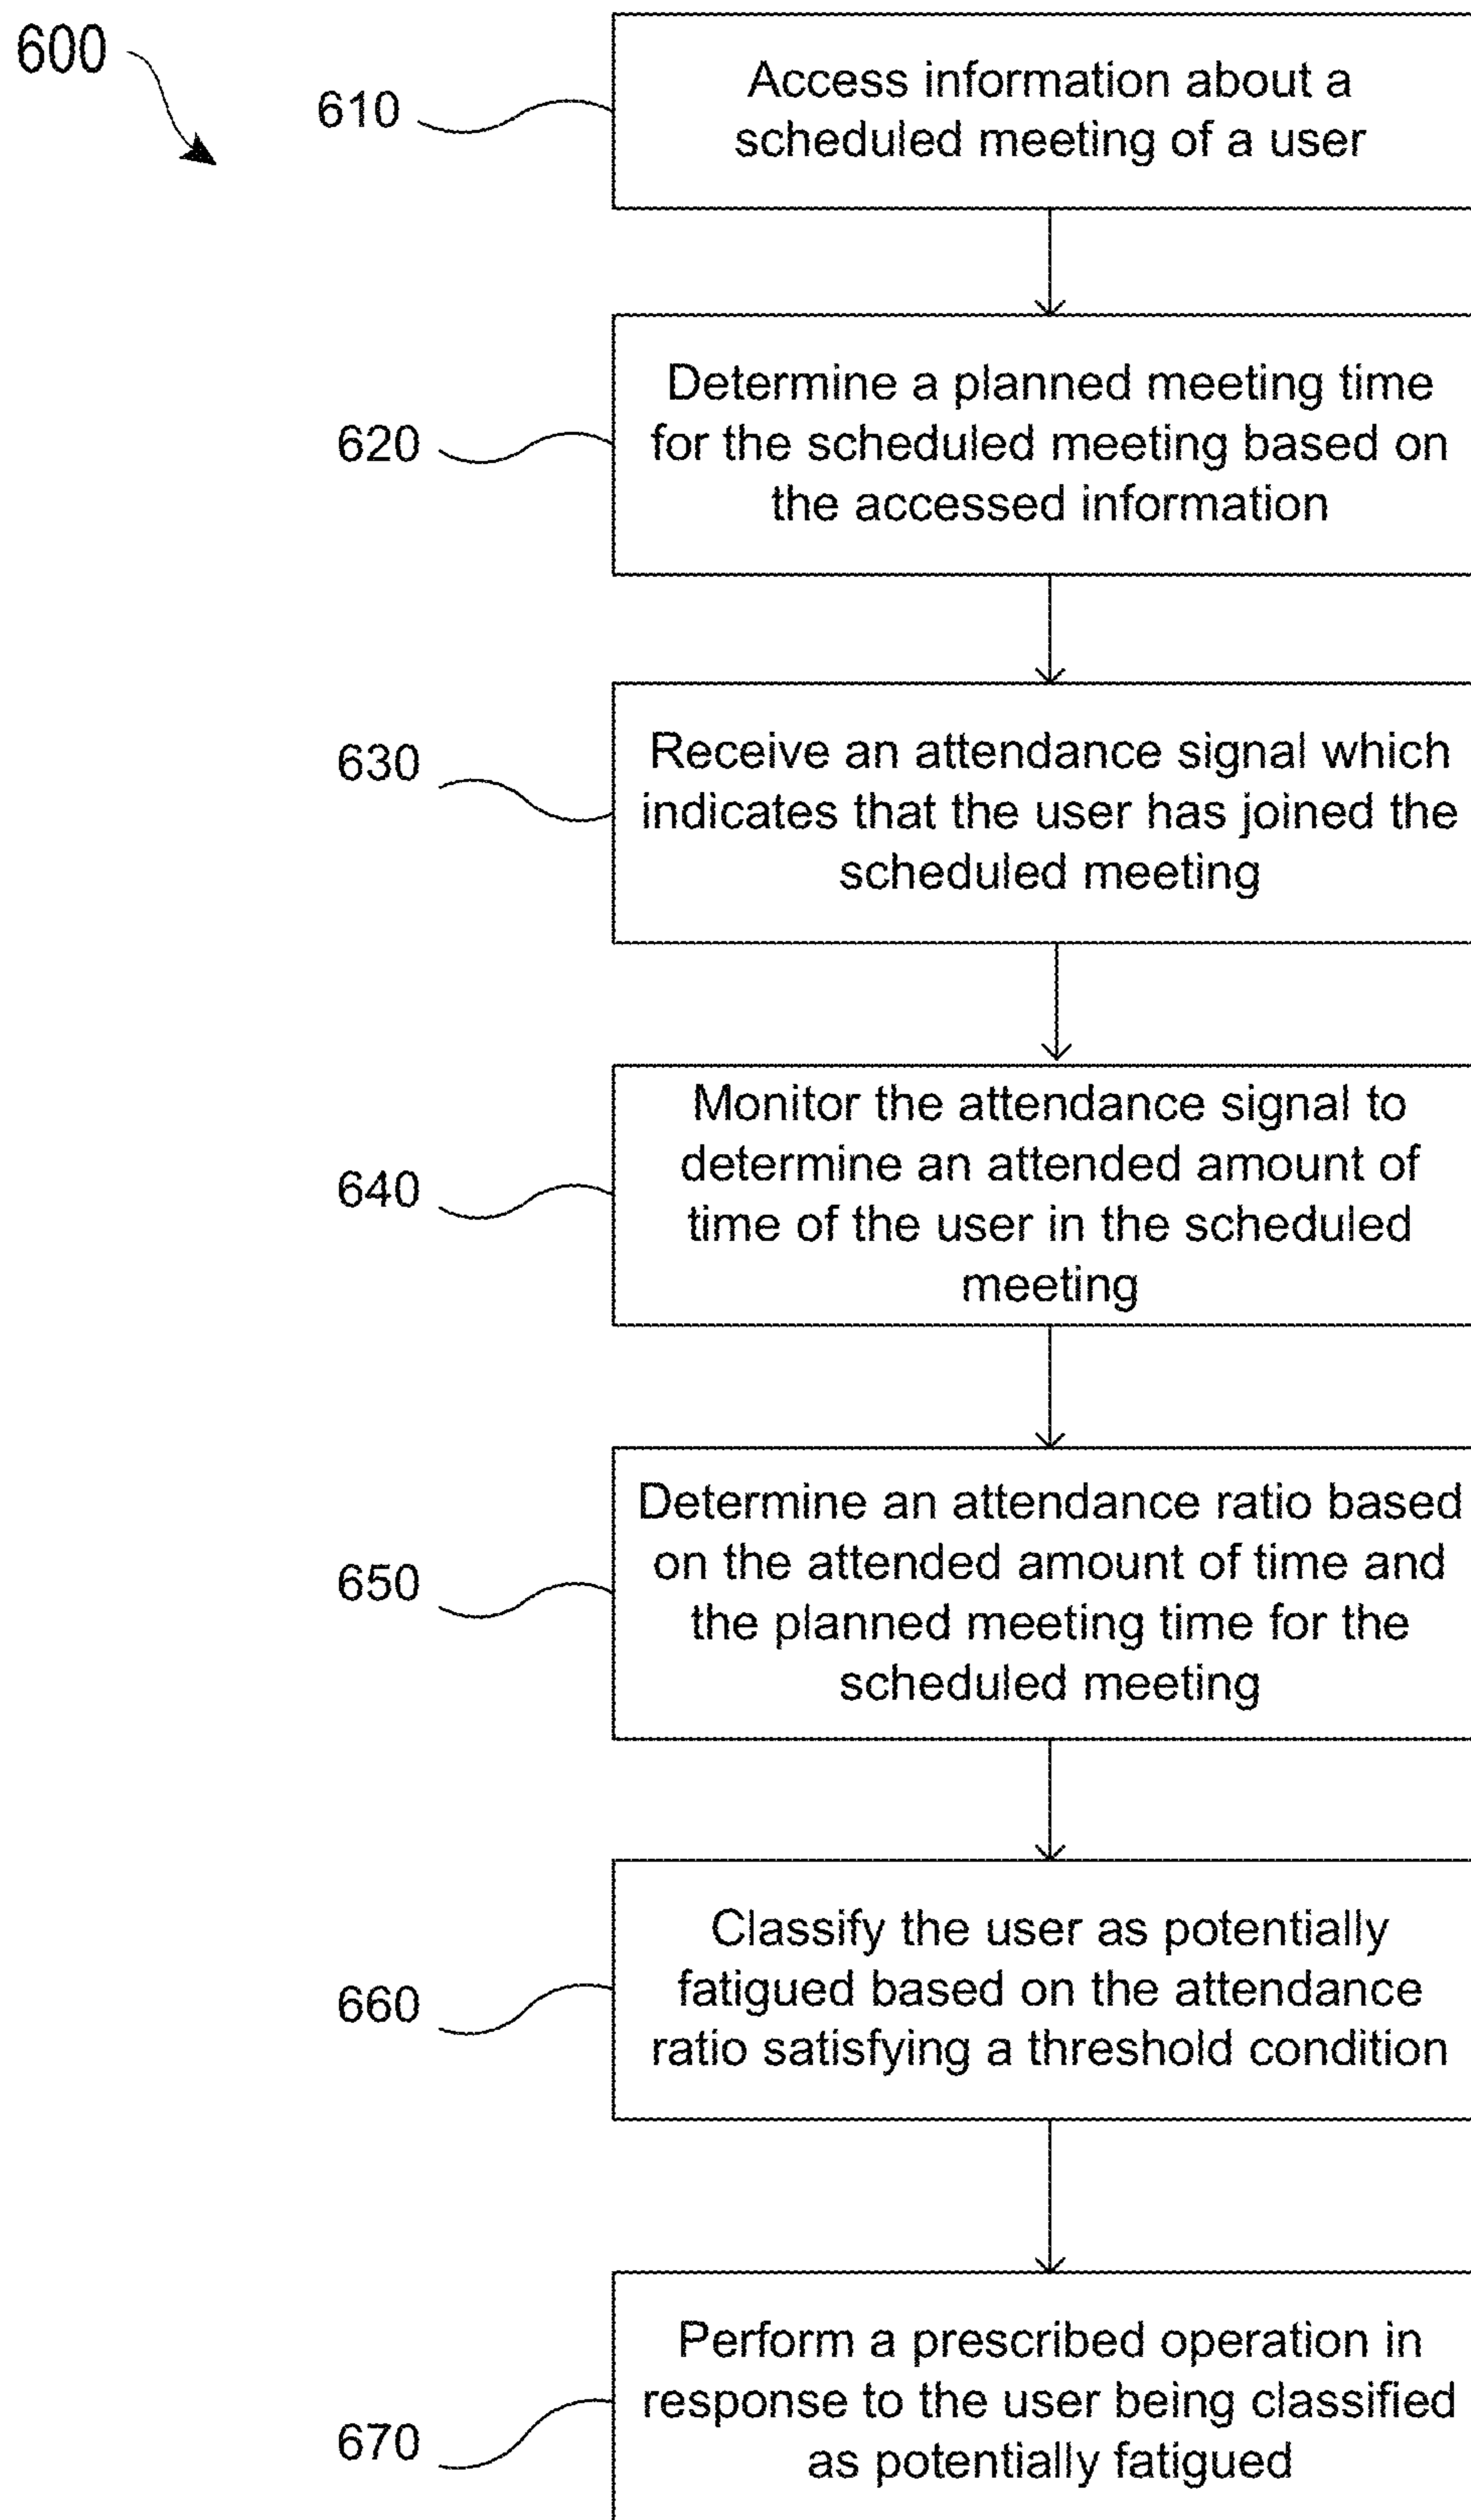 600
610
Access information about a
scheduled meeting of a user
620
Determine a planned meeting time
for the scheduled meeting based on
the accessed information
630
Receive an attendance signal which
indicates that the user has joined the
scheduled meeting
640
Monitor the attendance signal to
determine an attended amount of
time of the user in the scheduled
meeting
650
Determine an attendance ratio based
on the attended amount of time and
the planned meeting time for the
scheduled meeting
660
Classify the user as potentially
fatigued based on the attendance
ratio satisfying a threshold condition
670
Perform a prescribed operation in
response to the user being classified
as potentially fatigued